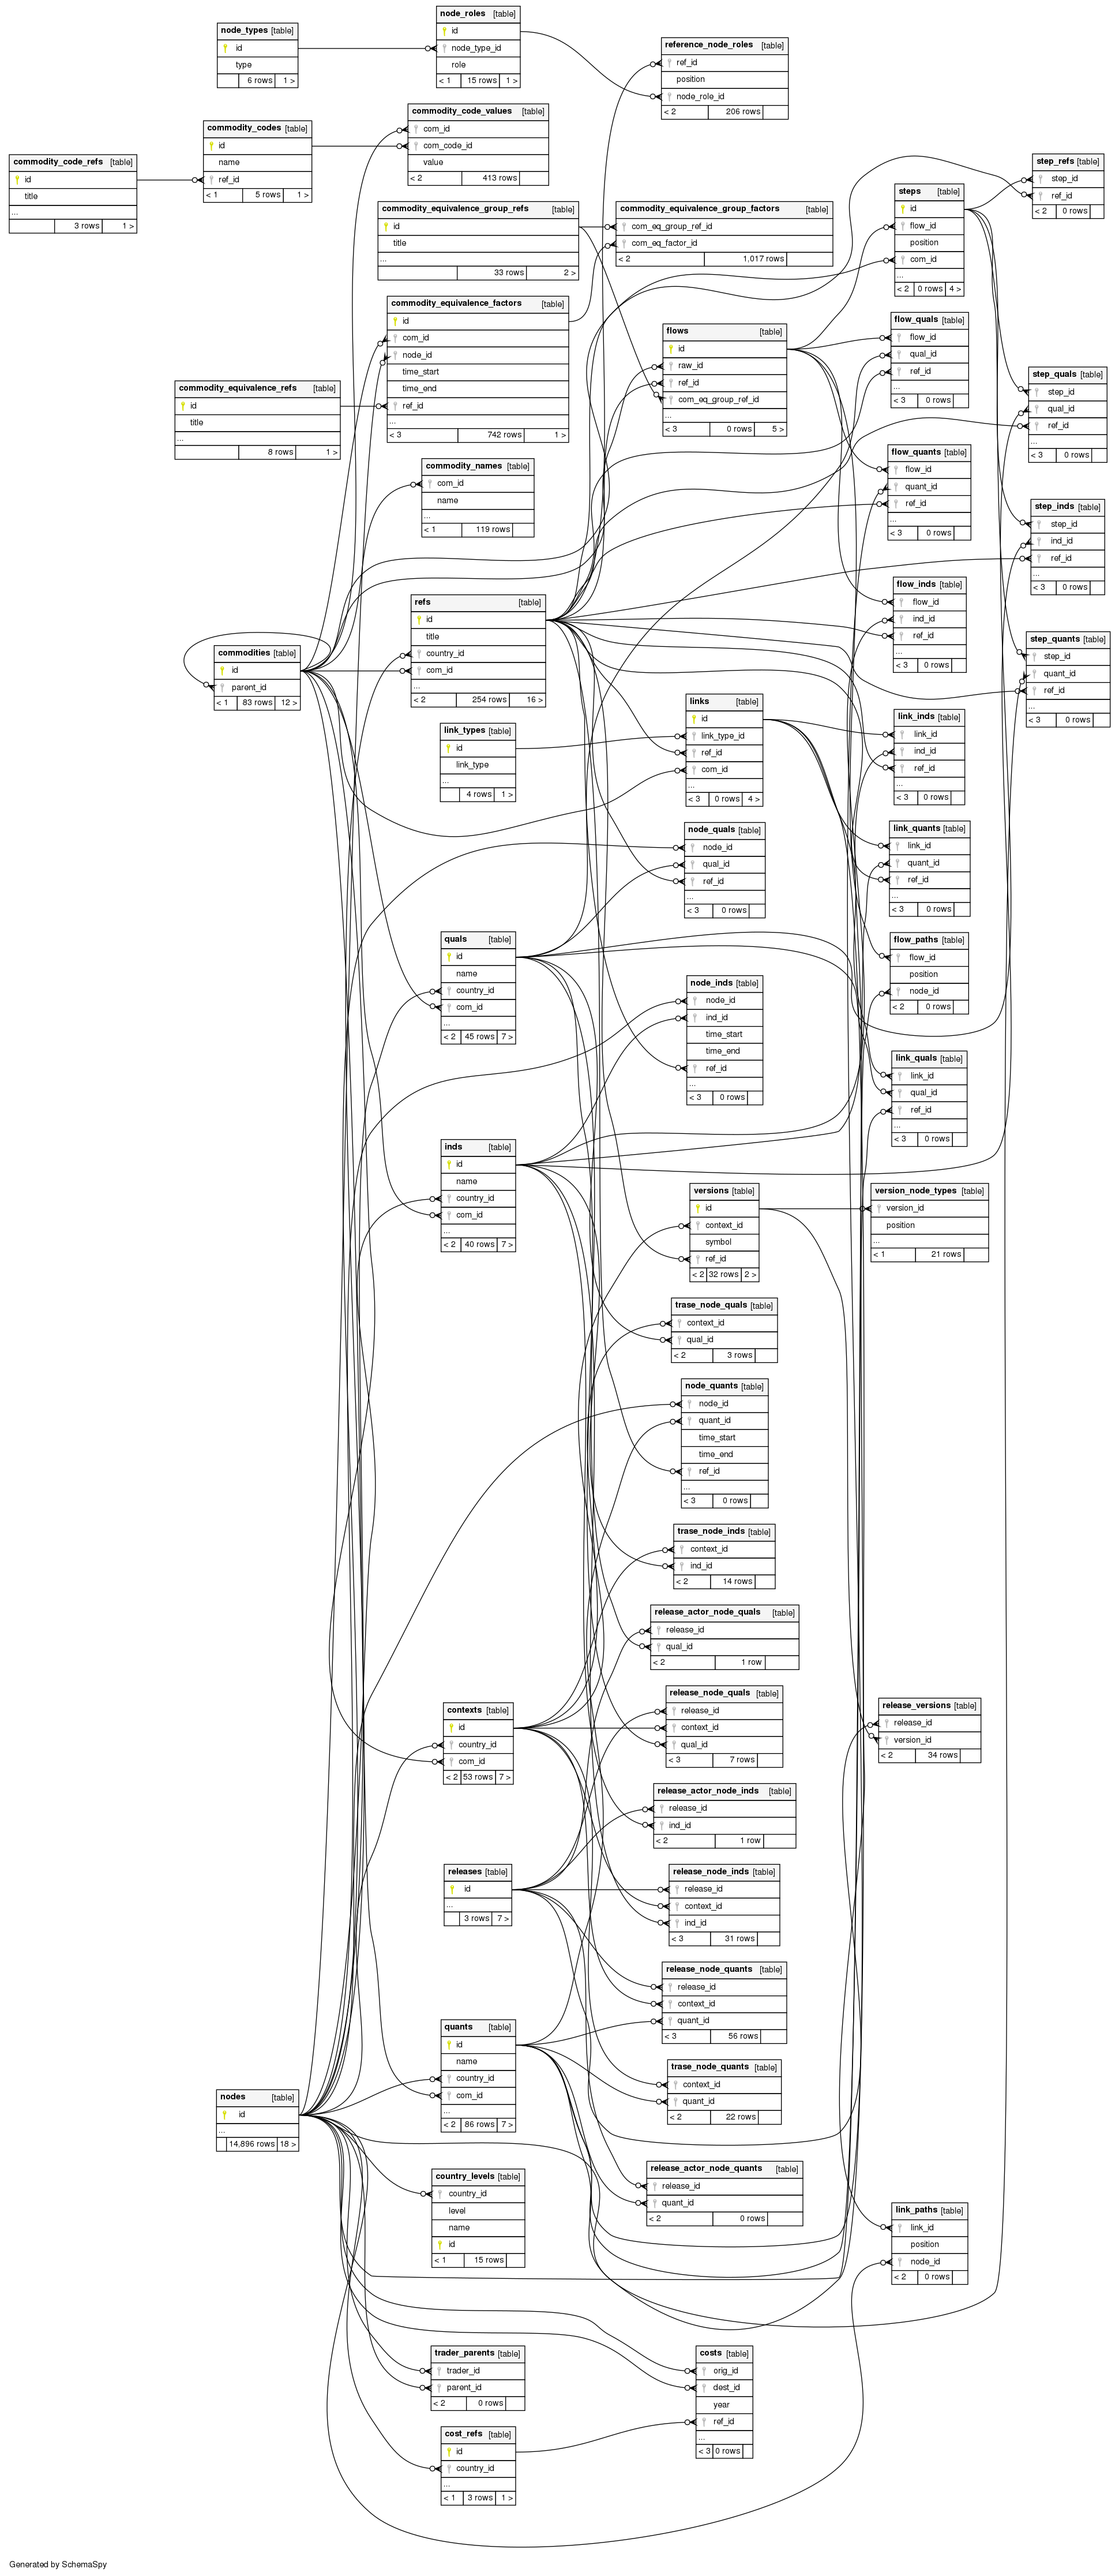 node_types [table]
id
type
6 rows 1 >
node_roles [table]
id
node_type_id
role
< 1 15 rows 1 >
reference_node_roles [table]
ref_id
position
node_role_id
< 2 206 rows
commodity_code_values [table]
com_id
com_code_id
value
< 2 413 rows
commodity_codes [table]
id
name
ref_id
< 1 5 rows 1 >
commodity_code_refs [table]
id
title
...
3 rows 1 >
step_refs [table]
step_id
ref_id
< 2 0 rows
steps [table]
id
flow_id
position
com_id
...
< 2 0 rows 4 >
commodity_equivalence_group_refs [table]
id
title
...
33 rows 2 >
commodity_equivalence_group_factors [table]
com_eq_group_ref_id
com_eq_factor_id
< 2 1,017 rows
commodity_equivalence_factors [table]
id
com_id
node_id
time_start
time_end
ref_id
...
< 3 742 rows 1 >
flows [table]
id
raw_id
ref_id
com_eq_group_ref_id
...
< 3 0 rows 5 >
flow_quals [table]
flow_id
qual_id
ref_id
...
< 3 0 rows
step_quals [table]
step_id
qual_id
ref_id
...
< 3 0 rows
commodity_equivalence_refs [table]
id
title
...
8 rows 1 >
commodity_names [table]
com_id
name
...
< 1 119 rows
flow_quants [table]
flow_id
quant_id
ref_id
...
< 3 0 rows
step_inds [table]
step_id
ind_id
ref_id
...
< 3 0 rows
refs [table]
id
title
country_id
com_id
...
< 2 254 rows 16 >
flow_inds [table]
flow_id
ind_id
ref_id
...
< 3 0 rows
commodities [table]
id
parent_id
< 1 83 rows 12 >
step_quants [table]
step_id
quant_id
ref_id
...
< 3 0 rows
links [table]
id
link_type_id
ref_id
com_id
...
< 3 0 rows 4 >
link_types [table]
id
link_type
...
4 rows 1 >
link_inds [table]
link_id
ind_id
ref_id
...
< 3 0 rows
node_quals [table]
node_id
qual_id
ref_id
...
< 3 0 rows
link_quants [table]
link_id
quant_id
ref_id
...
< 3 0 rows
quals [table]
id
name
country_id
com_id
...
< 2 45 rows 7 >
flow_paths [table]
flow_id
position
node_id
< 2 0 rows
node_inds [table]
node_id
ind_id
time_start
time_end
ref_id
...
< 3 0 rows
link_quals [table]
link_id
qual_id
ref_id
...
< 3 0 rows
inds [table]
id
name
country_id
com_id
...
< 2 40 rows 7 >
versions [table]
id
context_id
symbol
ref_id
< 2 32 rows 2 >
version_node_types [table]
version_id
position
...
< 1 21 rows
trase_node_quals [table]
context_id
qual_id
< 2 3 rows
node_quants [table]
node_id
quant_id
time_start
time_end
ref_id
...
< 3 0 rows
trase_node_inds [table]
context_id
ind_id
< 2 14 rows
release_actor_node_quals [table]
release_id
qual_id
< 2 1 row
release_node_quals [table]
release_id
context_id
qual_id
< 3 7 rows
contexts [table]
id
country_id
com_id
< 2 53 rows 7 >
release_versions [table]
release_id
version_id
< 2 34 rows
release_actor_node_inds [table]
release_id
ind_id
< 2 1 row
releases [table]
id
...
3 rows 7 >
release_node_inds [table]
release_id
context_id
ind_id
< 3 31 rows
release_node_quants [table]
release_id
context_id
quant_id
< 3 56 rows
quants [table]
id
name
country_id
com_id
...
< 2 86 rows 7 >
trase_node_quants [table]
context_id
quant_id
< 2 22 rows
nodes [table]
id
...
14,896 rows 18 >
release_actor_node_quants [table]
release_id
quant_id
< 2 0 rows
country_levels [table]
country_id
level
name
id
< 1 15 rows
link_paths [table]
link_id
position
node_id
< 2 0 rows
trader_parents [table]
trader_id
parent_id
< 2 0 rows
costs [table]
orig_id
dest_id
year
ref_id
...
< 3 0 rows
cost_refs [table]
id
country_id
...
< 1 3 rows 1 >
Generated by SchemaSpy